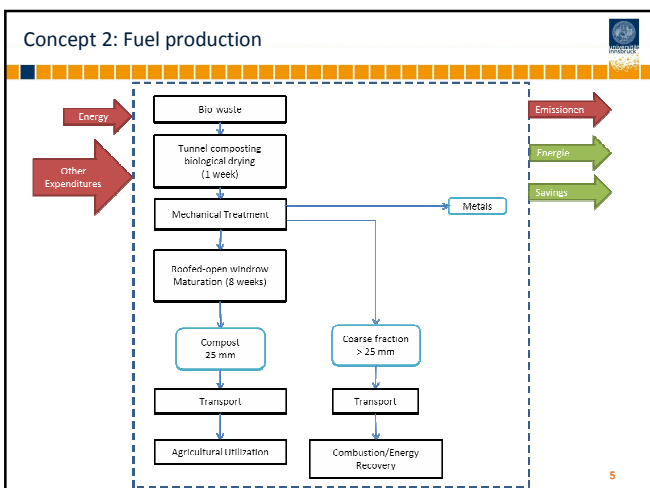 Concept 2: Fuel production
universität
innsbruck
Energy
Other
Expenditures
Bio waste
Tunnel composting
biological drying
(1 week)
Mechanical Treatment
Metals
Roofed-open windrow
Maturation (8 weeks)
Compost
25 mm
Coarse fraction
> 25 mm
Transport
Transport
Agricultural Utilization
Combustion/Energy
Recovery
Emissionen
Energie
Savings
5